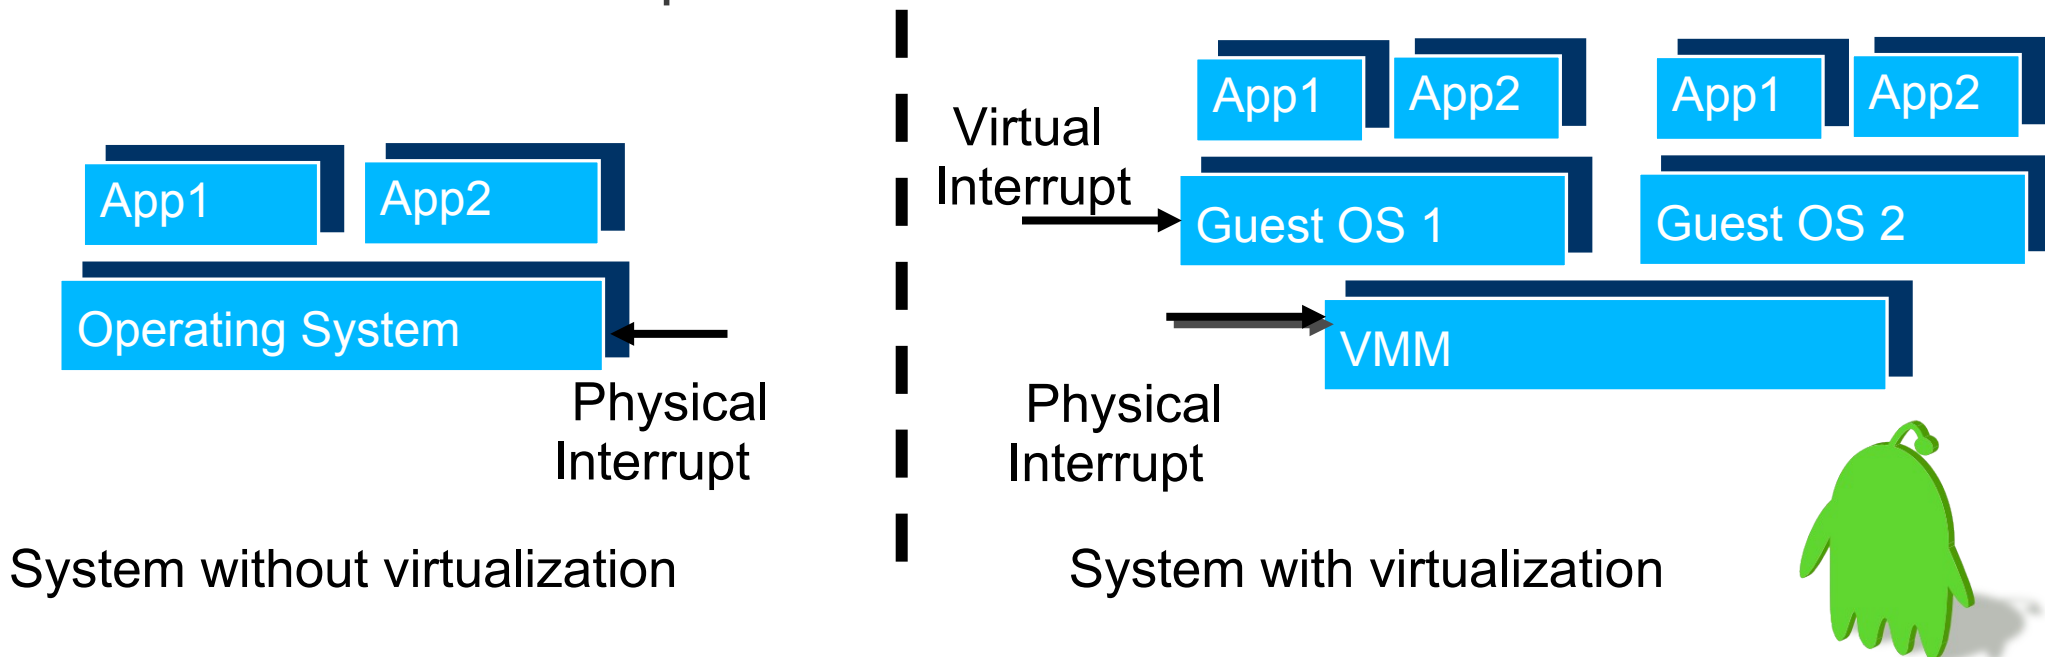 App1
App2
Operating System
Physical
Interrupt
System without virtualization
App1
App2
App1
App2
Virtual
Interrupt
Guest OS 1
Guest OS 2
VMM
Physical
Interrupt
System with virtualization